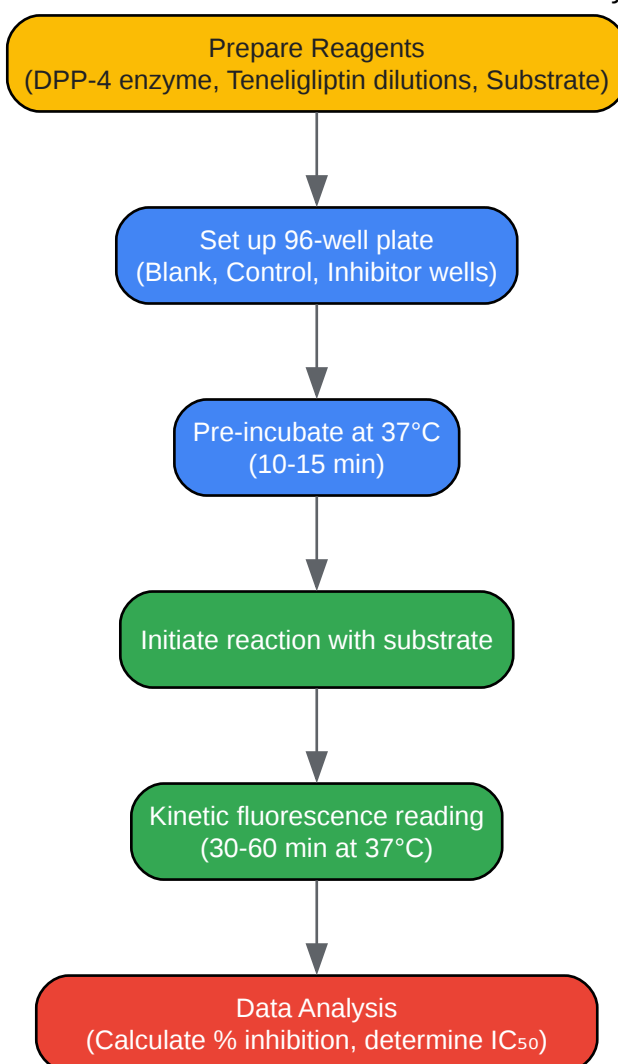 Prepare Reagents
(DPP-4 enzyme, Teneligliptin dilutions, Substrate)
Set up 96-well plate
(Blank, Control, Inhibitor wells)
Pre-incubate at 37°C
(10-15 min)
Initiate reaction with substrate
Kinetic fluorescence reading
(30-60 min at 37°C)
Data Analysis
(Calculate % inhibition, determine IC₅₀)